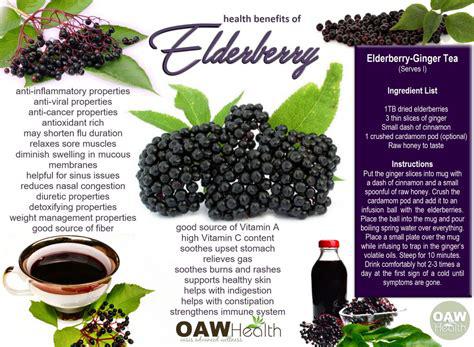 health benefits of
Elderberry
anti-inflammatory properties
anti-viral properties
anti-cancer properties
antioxidant rich
may shorten flu duration
relaxes sore muscles
diminish swelling in mucous
membranes
helpful for sinus issues
reduces nasal congestion
diuretic properties
detoxifying properties
weight management properties
good source of fiber
good source of Vitamin A
high Vitamin C content
soothes upset stomach
relieves gas
soothes burns and rashes
supports healthy skin
helps with indigestion
helps with constipation
strengthens immune system
OAWHealth
oasis advanced wellness
Elderberry-Ginger Tea
(Serves I)
Ingredient List
1TB dried elderberries
3 thin slices of ginger
Small dash of cinnamon
1 crushed cardamom pod (optional)
Raw honey to taste
Instructions
Put the ginger slices into mug with
a dash of cinnamon and a small
spoonful of raw honey. Crush the
cardamom pod and add it to an
infusion ball with the elderberries.
Place the ball into the mug and pour
boiling spring water over everything.
Place a small plate over the mug
while infusing to trap in the ginger's
volatile oils. Steep for 10 minutes.
Drink comfortably hot 2-3 times a
day at the first sign of a cold until
symptoms are gone.
OAW
Health